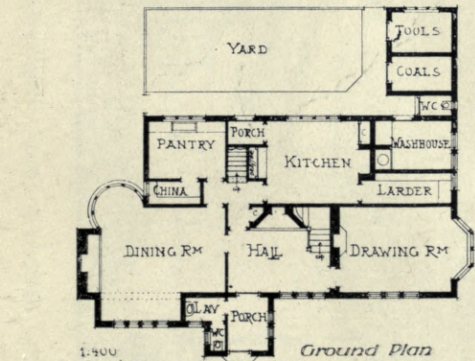 YARD
TOOLS
COALS
WC
PORCH
PANTRY
KITCHEN
C
WASHHOUSE
CHINA
LARDER
C
DINING RM
HALL
DRAWING RM
LAV
WC
PORCH
1:400
Ground Plan